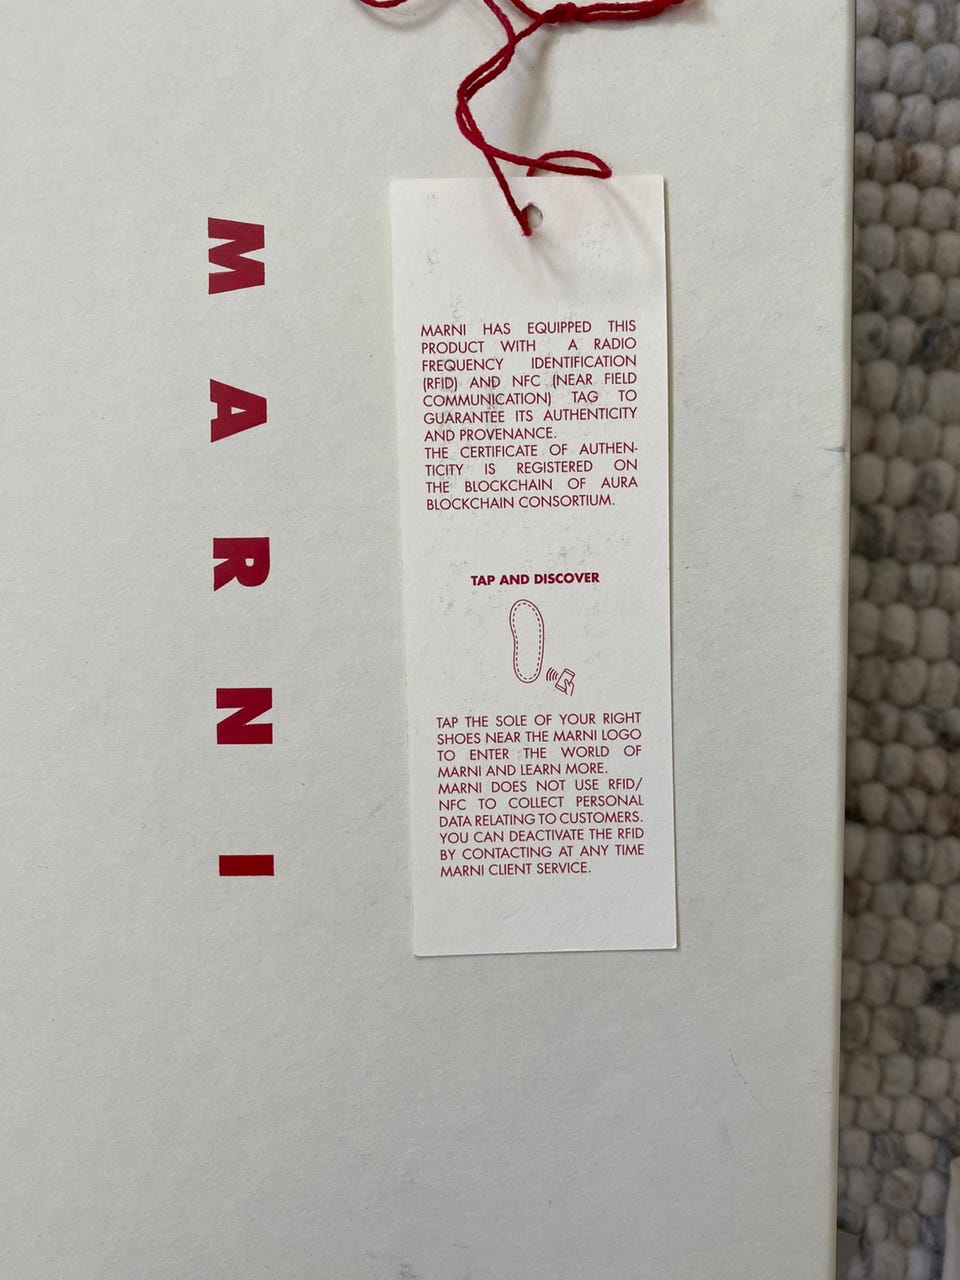 MARNI
MARNI HAS EQUIPPED THIS
PRODUCT WITH A RADIO
FREQUENCY IDENTIFICATION
(RFID) AND NFC (NEAR FIELD
COMMUNICATION) TAG TO
GUARANTEE ITS AUTHENTICITY
AND PROVENANCE.
THE CERTIFICATE OF AUTHEN-
TICITY IS REGISTERED ON
THE BLOCKCHAIN OF AURA
BLOCKCHAIN CONSORTIUM.
TAP AND DISCOVER
TAP THE SOLE OF YOUR RIGHT
SHOES NEAR THE MARNI LOGO
TO ENTER THE WORLD OF
MARNI AND LEARN MORE.
MARNI DOES NOT USE RFID/
NFC TO COLLECT PERSONAL
DATA RELATING TO CUSTOMERS.
YOU CAN DEACTIVATE THE RFID
BY CONTACTING AT ANY TIME
MARNI CLIENT SERVICE.